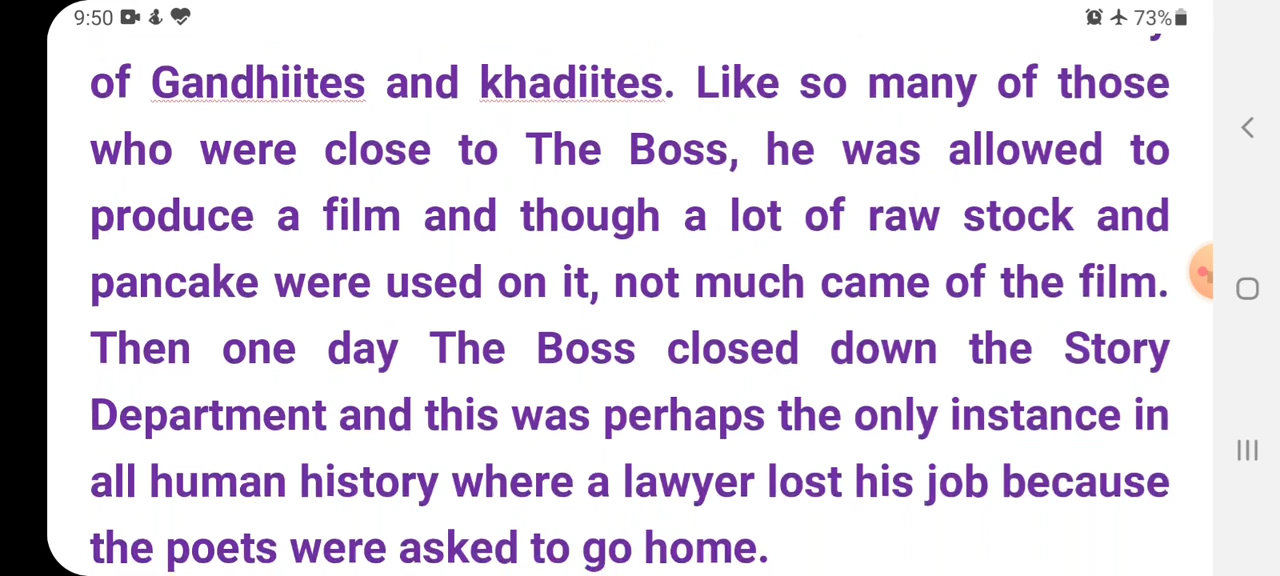 9:50 73%
of Gandhiites and khadiites. Like so many of those
who were close to The Boss, he was allowed to
produce a film and though a lot of raw stock and
pancake were used on it, not much came of the film.
Then one day The Boss closed down the Story
Department and this was perhaps the only instance in
all human history where a lawyer lost his job because
the poets were asked to go home.